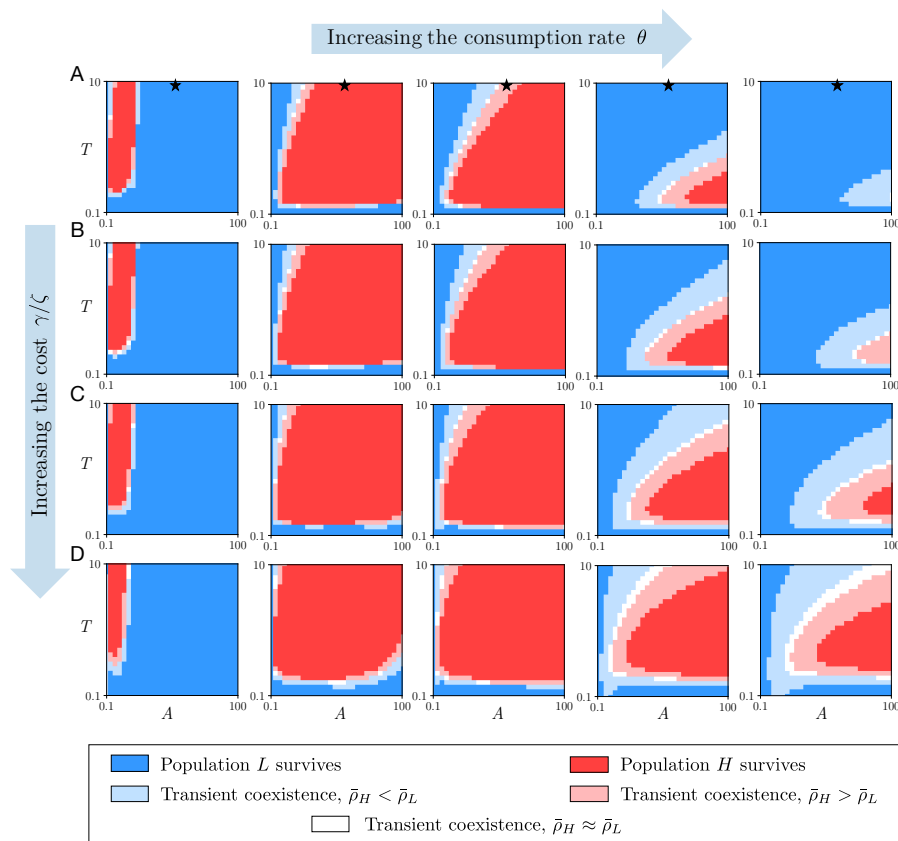 Increasing the consumption rate θ
Increasing the cost γ/ζ
A
10 10 10 10 10
T
0.1 0.1 0.1 0.1 0.1
0.1 100 0.1 100 0.1 100 0.1 100 0.1 100
B
10 10 10 10 10
T
0.1 0.1 0.1 0.1 0.1
0.1 100 0.1 100 0.1 100 0.1 100 0.1 100
C
10 10 10 10 10
T
0.1 0.1 0.1 0.1 0.1
0.1 100 0.1 100 0.1 100 0.1 100 0.1 100
D
10 10 10 10 10
T
0.1 0.1 0.1 0.1 0.1
0.1 A 100 0.1 A 100 0.1 A 100 0.1 A 100 0.1 A 100
Population L survives
Population H survives
Transient coexistence, ρ̄_H < ρ̄_L
Transient coexistence, ρ̄_H > ρ̄_L
Transient coexistence, ρ̄_H ≈ ρ̄_L